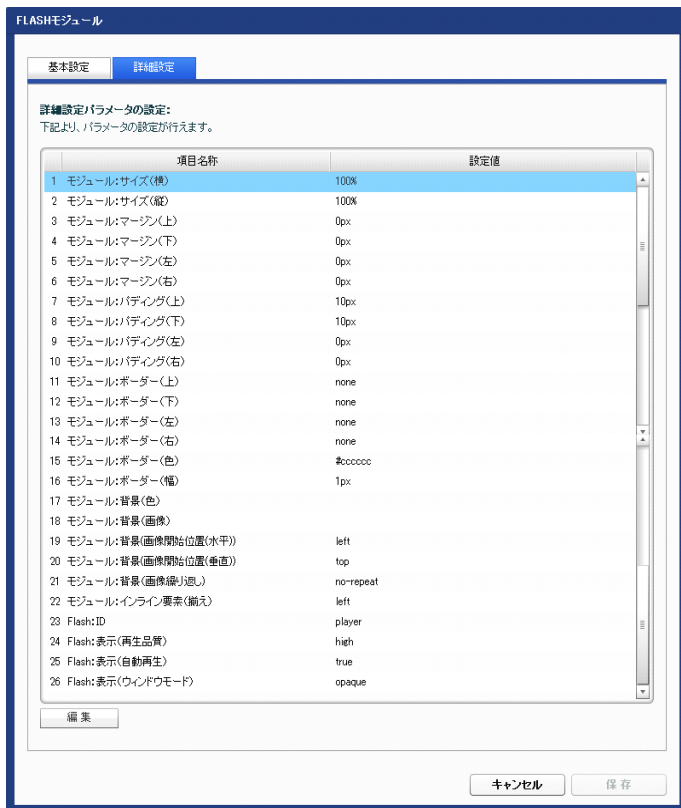 FLASHモジュール
基本設定 詳細設定
詳細設定パラメータの設定:
下記より、パラメータの設定が行えます。
項目名称 設定値
1 モジュール:サイズ(横) 100%
2 モジュール:サイズ(縦) 100%
3 モジュール:マージン(上) 0px
4 モジュール:マージン(下) 0px
5 モジュール:マージン(左) 0px
6 モジュール:マージン(右) 0px
7 モジュール:パディング(上) 10px
8 モジュール:パディング(下) 10px
9 モジュール:パディング(左) 0px
10 モジュール:パディング(右) 0px
11 モジュール:ボーダー(上) none
12 モジュール:ボーダー(下) none
13 モジュール:ボーダー(左) none
14 モジュール:ボーダー(右) none
15 モジュール:ボーダー(色) #cccccc
16 モジュール:ボーダー(幅) 1px
17 モジュール:背景(色)
18 モジュール:背景(画像)
19 モジュール:背景(画像開始位置(水平)) left
20 モジュール:背景(画像開始位置(垂直)) top
21 モジュール:背景(画像繰り返し) no-repeat
22 モジュール:インライン要素(揃え) left
23 Flash:ID player
24 Flash:表示(再生品質) high
25 Flash:表示(自動再生) true
26 Flash:表示(ウィンドウモード) opaque
編集
キャンセル 保存